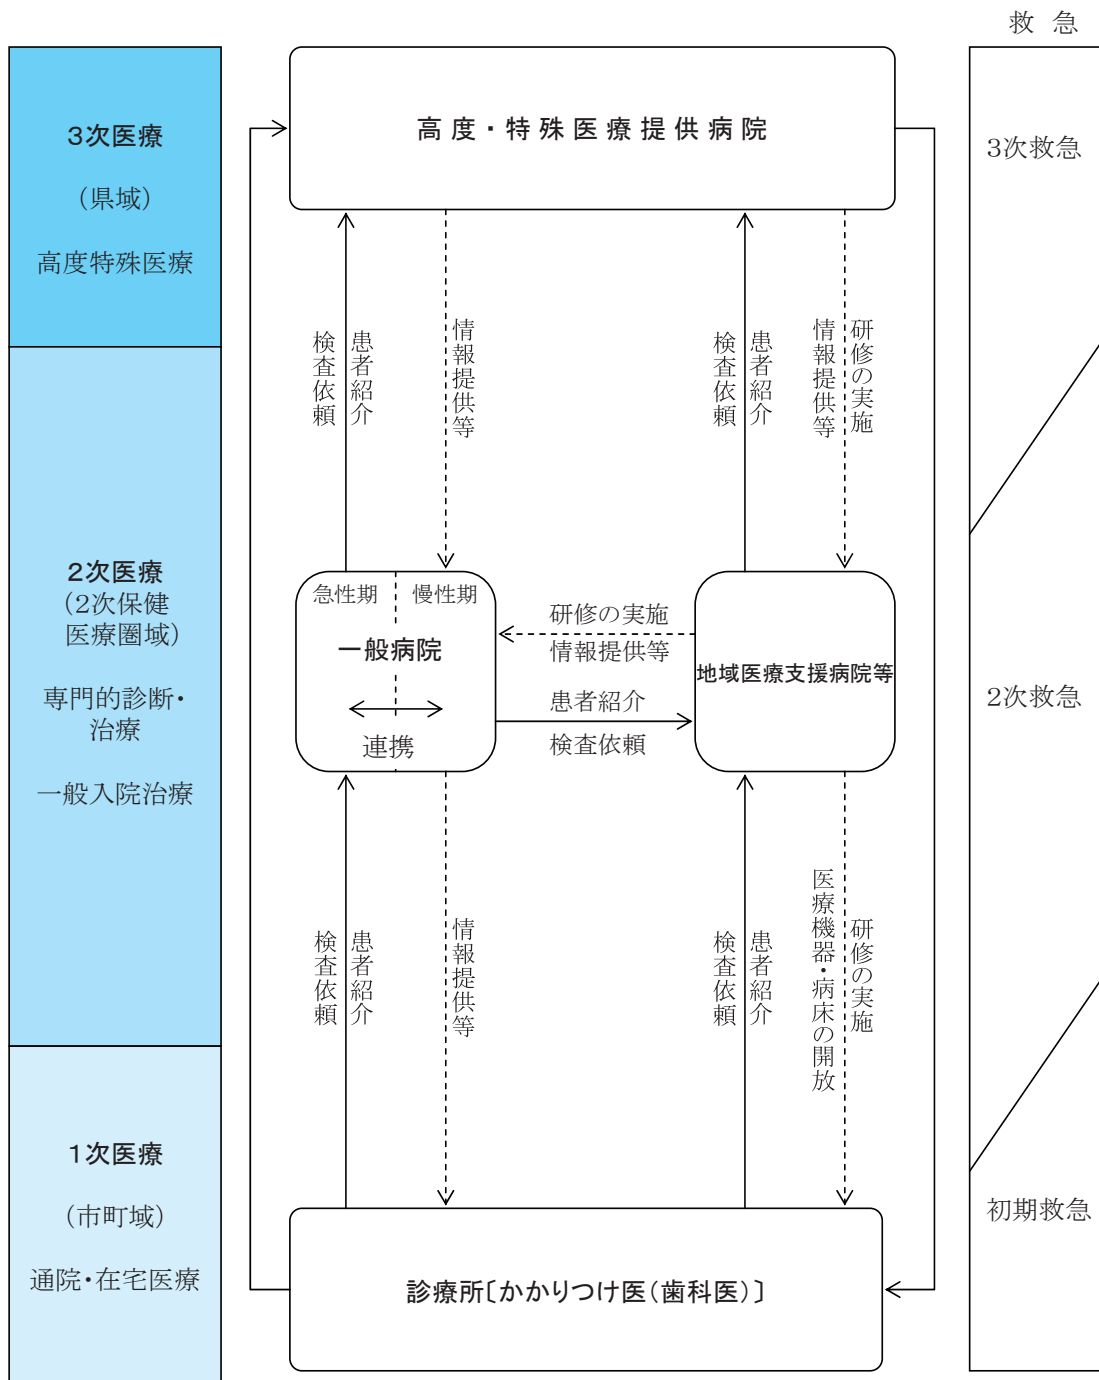 救 急
3次医療
（県域）
高度特殊医療
高度・特殊医療提供病院
3次救急
検査依頼
患者紹介
情報提供等
検査依頼
患者紹介
情報提供等
研修の実施
2次医療
（2次保健
医療圏域）
専門的診断・
治療
一般入院治療
急性期
慢性期
一般病院
連携
研修の実施
情報提供等
患者紹介
検査依頼
地域医療支援病院等
2次救急
検査依頼
患者紹介
情報提供等
検査依頼
患者紹介
医療機器・病床の開放
研修の実施
1次医療
（市町域）
通院・在宅医療
診療所〔かかりつけ医（歯科医）〕
初期救急